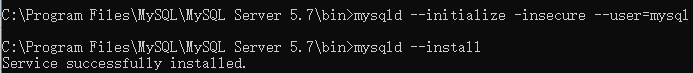 C:\Program Files\MySQL\MySQL Server 5.7\bin>mysqld --initialize -insecure --user=mysql
C:\Program Files\MySQL\MySQL Server 5.7\bin>mysqld --install
Service successfully installed.